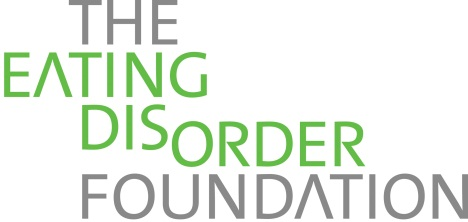 THE
EATING
DISORDER
FOUNDATION